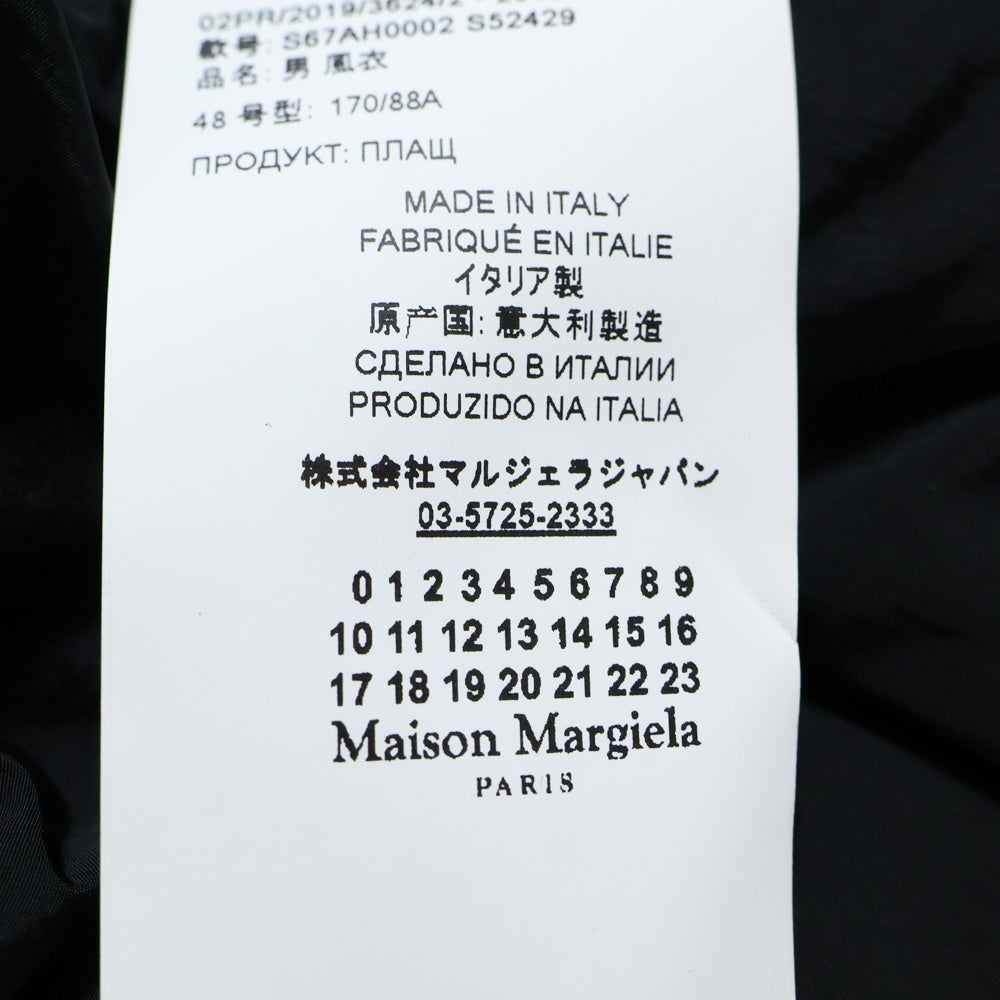 02PR/2019/3624/2
款号: S67AH0002 S52429
品名: 男 風衣
48 号型: 170/88A
ПРОДУКТ: ПЛАЩ
MADE IN ITALY
FABRIQUÉ EN ITALIE
イタリア製
原产国: 意大利製造
СДЕЛАНО В ИТАЛИИ
PRODUZIDO NA ITALIA
株式会社マルジェラジャパン
03-5725-2333
0 1 2 3 4 5 6 7 8 9
10 11 12 13 14 15 16
17 18 19 20 21 22 23
Maison Margiela
PARIS